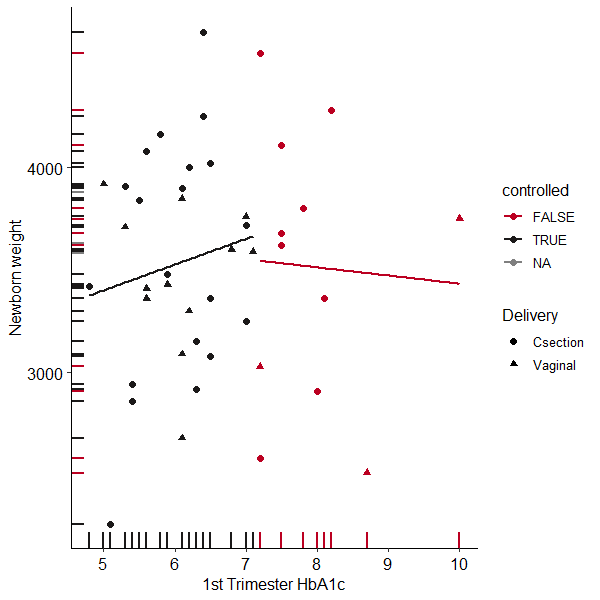 4000
3000
Newborn weight
5 6 7 8 9 10
1st Trimester HbA1c
controlled
FALSE
TRUE
NA
Delivery
Csection
Vaginal